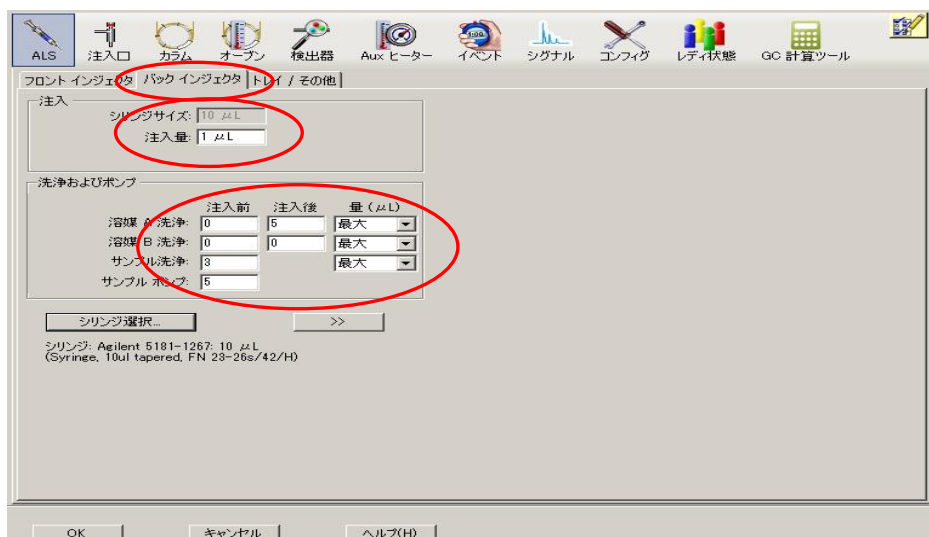 ALS 注入口 カラム オーブン 検出器 Aux ヒーター イベント シグナル コンフィグ レディ状態 GC 計算ツール
フロント インジェクタ バック インジェクタ トレイ / その他
注入
シリンジサイズ: 10 μL
注入量: 1 μL
洗浄およびポンプ
注入前 注入後 量(μL)
溶媒 A 洗浄: 0 5 最大
溶媒 B 洗浄: 0 0 最大
サンプル洗浄: 3 最大
サンプル ポンプ: 5
シリンジ選択... >>
シリンジ: Agilent 5181-1267: 10 μL
(Syringe, 10ul tapered, FN 23-26s/42/H)
OK キャンセル ヘルプ(H)